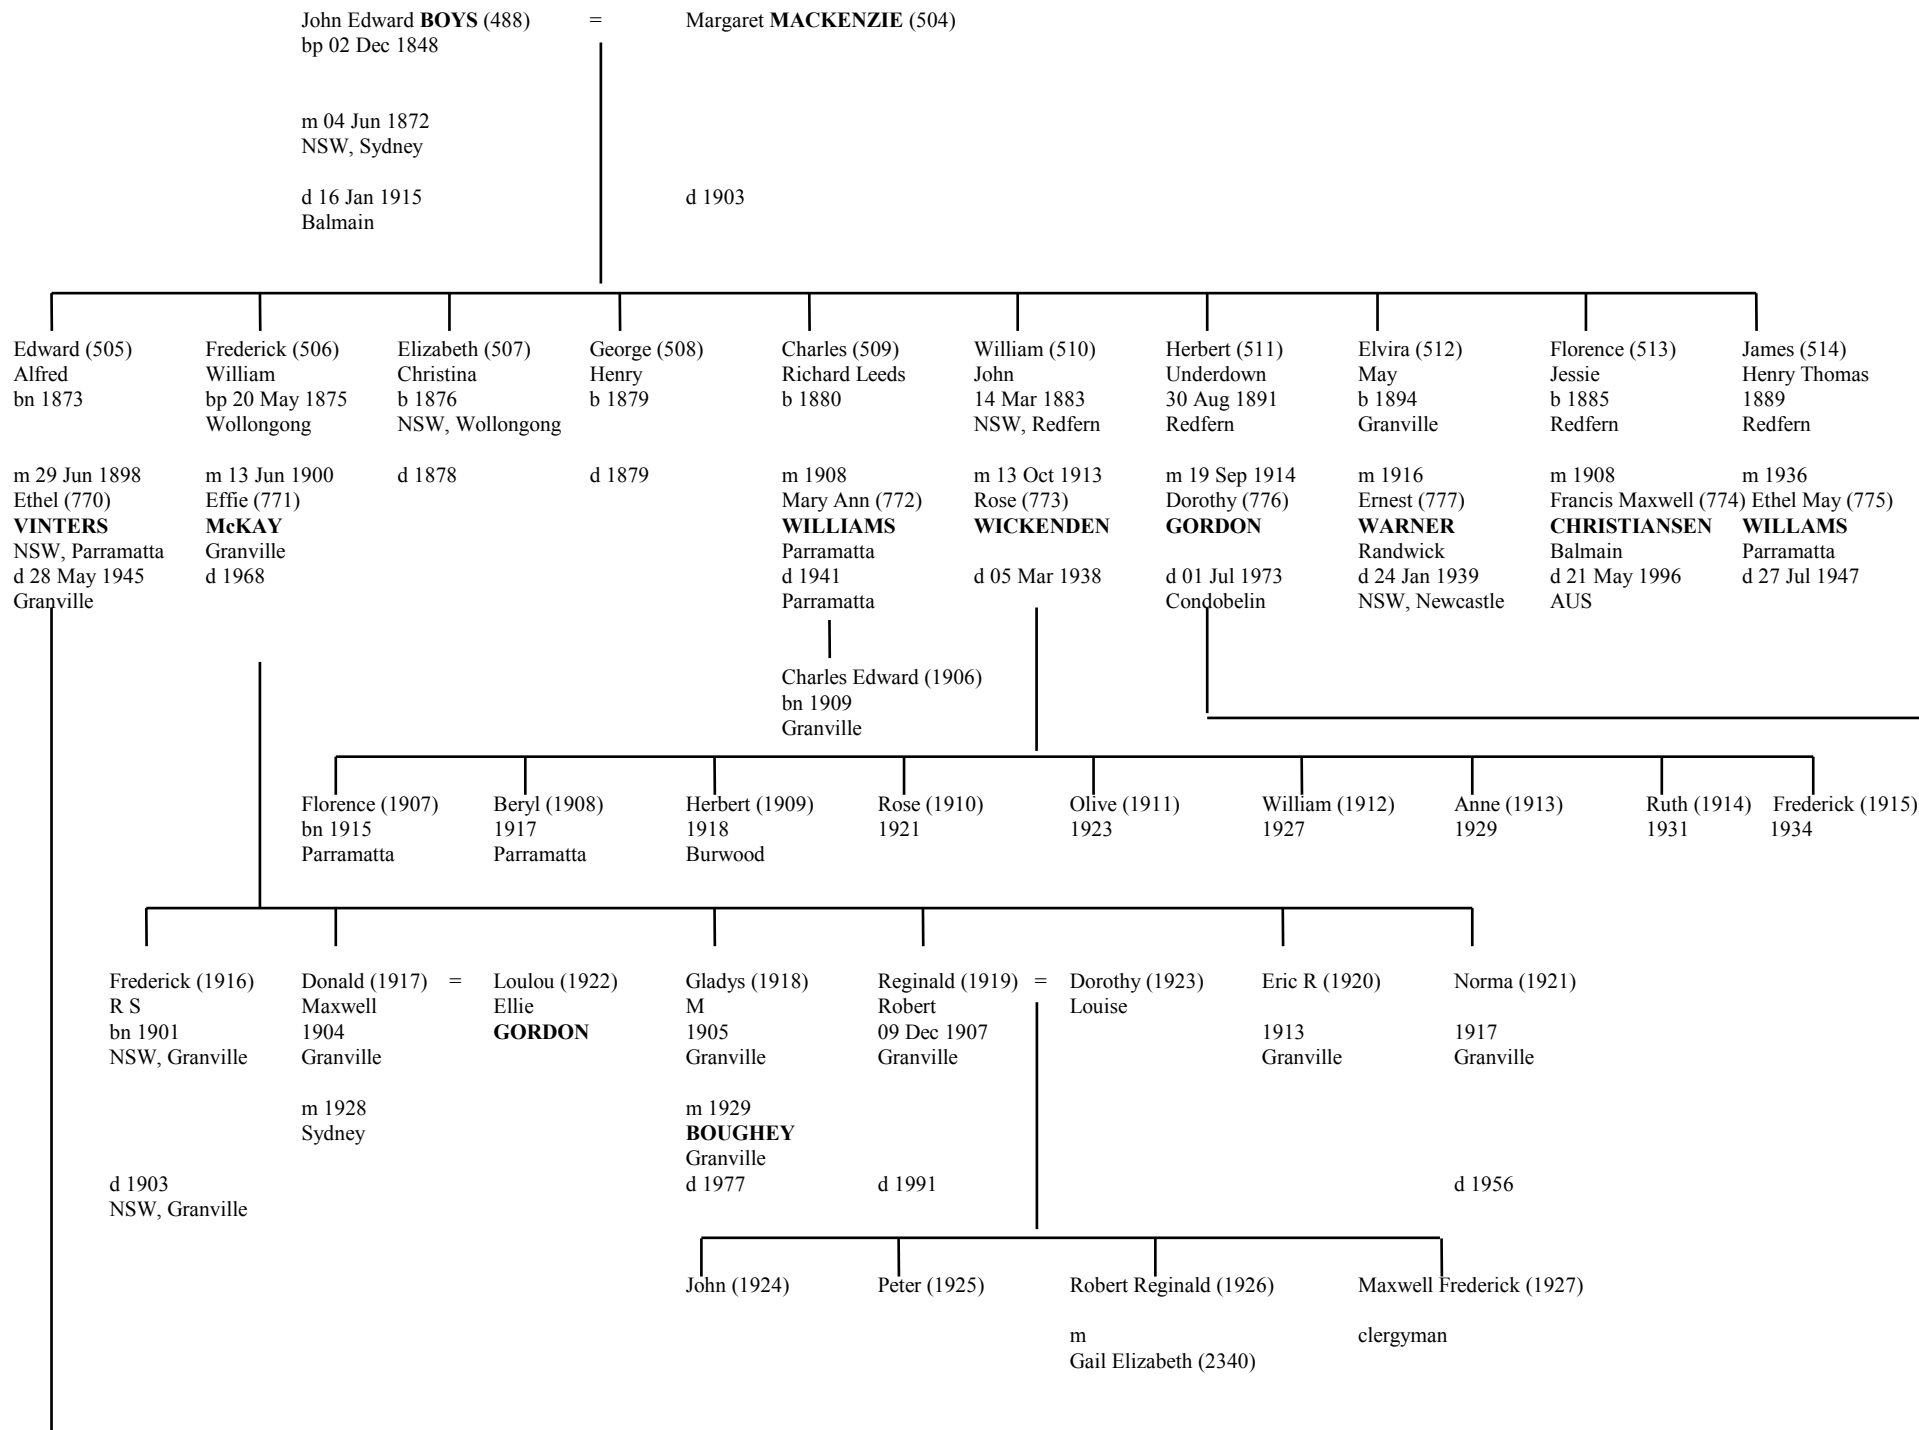 John Edward BOYS (488) = Margaret MACKENZIE (504)
bp 02 Dec 1848
m 04 Jun 1872
NSW, Sydney
d 16 Jan 1915 d 1903
Balmain
Edward (505) Frederick (506) Elizabeth (507) George (508) Charles (509) William (510) Herbert (511) Elvira (512) Florence (513) James (514)
Alfred William Christina Henry Richard Leeds John Underdown May Jessie Henry Thomas
bn 1873 bp 20 May 1875 b 1876 b 1879 b 1880 14 Mar 1883 30 Aug 1891 b 1894 b 1885 1889
Wollongong NSW, Wollongong NSW, Redfern Redfern Granville Redfern Redfern
m 29 Jun 1898 m 13 Jun 1900 d 1878 d 1879 m 1908 m 13 Oct 1913 m 19 Sep 1914 m 1916 m 1908 m 1936
Ethel (770) Effie (771) Mary Ann (772) Rose (773) Dorothy (776) Ernest (777) Francis Maxwell (774) Ethel May (775)
VINTERS McKAY WILLIAMS WICKENDEN GORDON WARNER CHRISTIANSEN WILLAMS
NSW, Parramatta Granville Parramatta Randwick Balmain Parramatta
d 28 May 1945 d 1968 d 1941 d 05 Mar 1938 d 01 Jul 1973 d 24 Jan 1939 d 21 May 1996 d 27 Jul 1947
Granville Parramatta Condobelin NSW, Newcastle AUS
Charles Edward (1906)
bn 1909
Granville
Florence (1907) Beryl (1908) Herbert (1909) Rose (1910) Olive (1911) William (1912) Anne (1913) Ruth (1914) Frederick (1915)
bn 1915 1917 1918 1921 1923 1927 1929 1931 1934
Parramatta Parramatta Burwood
Frederick (1916) Donald (1917) = Loulou (1922) Gladys (1918) Reginald (1919) = Dorothy (1923) Eric R (1920) Norma (1921)
R S Maxwell Ellie M Robert Louise
bn 1901 1904 GORDON 1905 09 Dec 1907 1913 1917
NSW, Granville Granville Granville Granville Granville Granville
m 1928 m 1929
Sydney BOUGHEY
Granville
d 1903 d 1977 d 1991 d 1956
NSW, Granville
John (1924) Peter (1925) Robert Reginald (1926) Maxwell Frederick (1927)
m clergyman
Gail Elizabeth (2340)